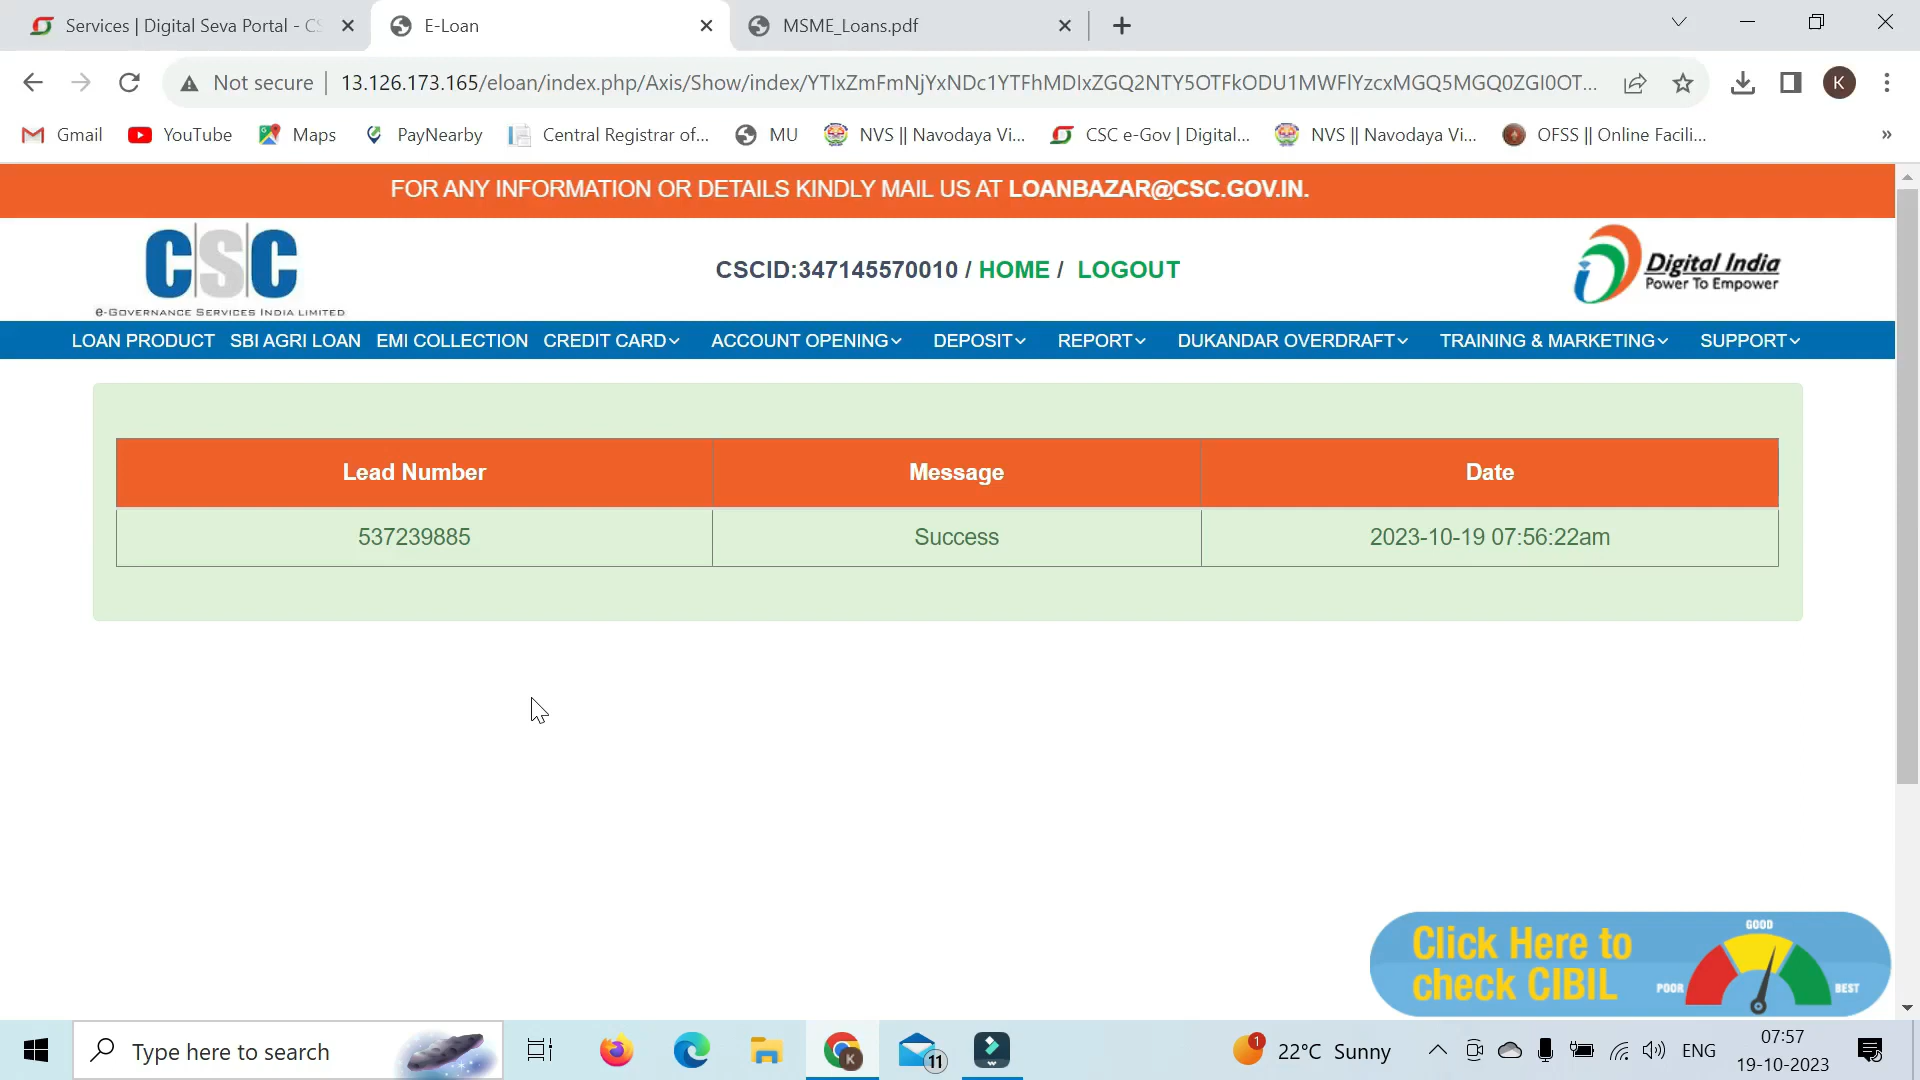 Services | Digital Seva Portal - CS
E-Loan
MSME_Loans.pdf
Not secure
13.126.173.165/eloan/index.php/Axis/Show/index/YTIxZmFmNjYxNDc1YTFhMDIxZGQ2NTY5OTFkODU1MWFlYzcxMGQ5MGQ0ZGI0OT...
K
Gmail
YouTube
Maps
PayNearby
Central Registrar of...
MU
NVS || Navodaya Vi...
CSC e-Gov | Digital...
NVS || Navodaya Vi...
OFSS || Online Facili...
»
FOR ANY INFORMATION OR DETAILS KINDLY MAIL US AT LOANBAZAR@CSC.GOV.IN.
CSC
e-GOVERNANCE SERVICES INDIA LIMITED
CSCID:347145570010 / HOME / LOGOUT
Digital India
Power To Empower
LOAN PRODUCT SBI AGRI LOAN EMI COLLECTION CREDIT CARD ACCOUNT OPENING DEPOSIT REPORT DUKANDAR OVERDRAFT TRAINING & MARKETING SUPPORT
Lead Number Message Date
537239885 Success 2023-10-19 07:56:22am
Click Here to
check CIBIL
GOOD
POOR
BEST
Type here to search
K
11
1
22°C Sunny
ENG
07:57
19-10-2023